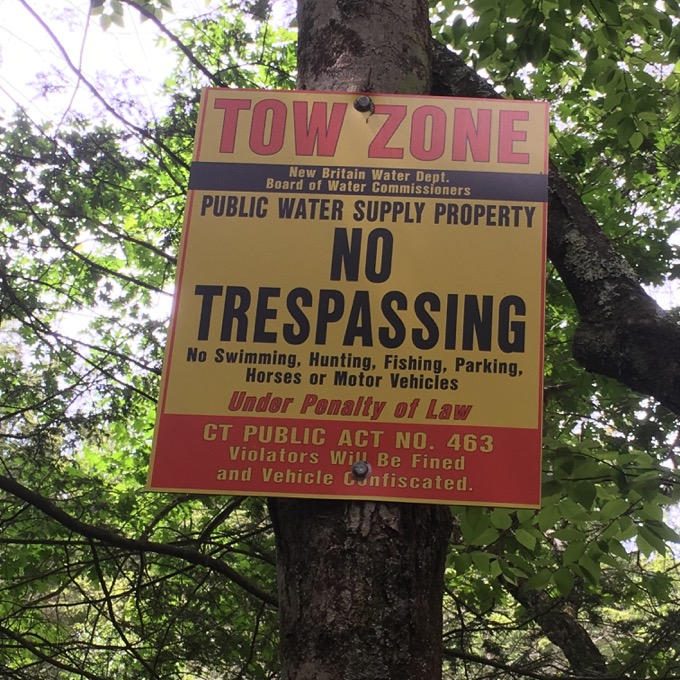 TOW ZONE
New Britain Water Dept.
Board of Water Commissioners
PUBLIC WATER SUPPLY PROPERTY
NO
TRESPASSING
No Swimming, Hunting, Fishing, Parking,
Horses or Motor Vehicles
Under Penalty of Law
CT PUBLIC ACT NO. 463
Violators Will Be Fined
and Vehicle Confiscated.